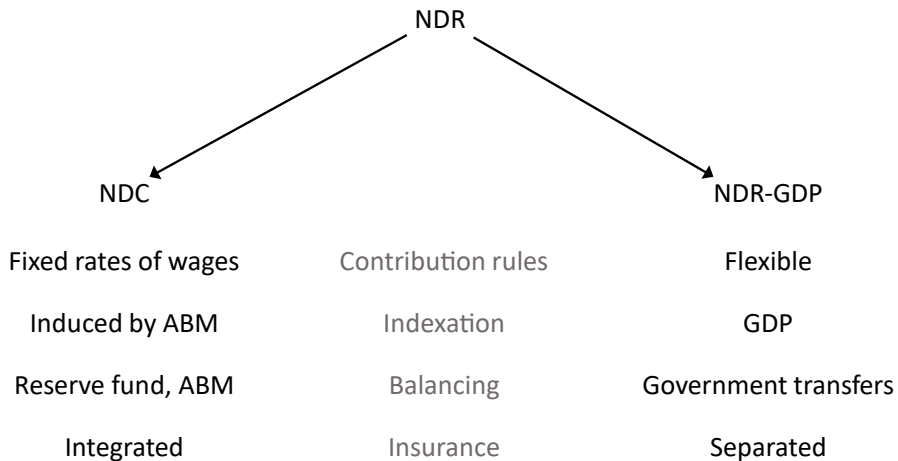 NDR
NDC NDR-GDP
Fixed rates of wages Contribution rules Flexible
Induced by ABM Indexation GDP
Reserve fund, ABM Balancing Government transfers
Integrated Insurance Separated